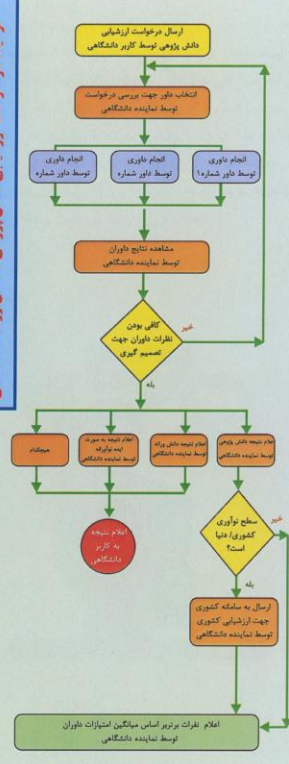 ارسال درخواست ارزشیابی
دانش پژوهی توسط کاربر دانشگاهی
انتخاب داور جهت بررسی درخواست
توسط نماینده دانشگاهی
انجام داوری
توسط داور شماره۱
انجام داوری
توسط داور شماره
انجام داوری
توسط داور شماره
مشاهده نتایج داوران
توسط نماینده دانشگاهی
کافی بودن
نظرات داوران جهت
تصمیم گیری
خیر
بله
اعلام نتیجه دانش پژوهی
توسط نماینده دانشگاهی
اعلام نتیجه دانش ورانه
توسط نماینده دانشگاهی
اعلام نتیجه به صورت
ایده نوآورانه
توسط نماینده دانشگاهی
هیچکدام
اعلام نتیجه
به کاربر
دانشگاهی
سطح نوآوری
کشوری/ دنیا
است؟
خیر
بله
ارسال به سامانه کشوری
جهت ارزشیابی کشوری
توسط نماینده دانشگاهی
اعلام نفرات برتربر اساس میانگین امتیازات داوران
توسط نماینده دانشگاهی